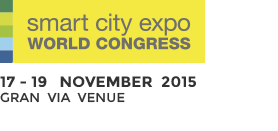 smart city expo
WORLD CONGRESS
17 - 19 NOVEMBER 2015
GRAN VIA VENUE